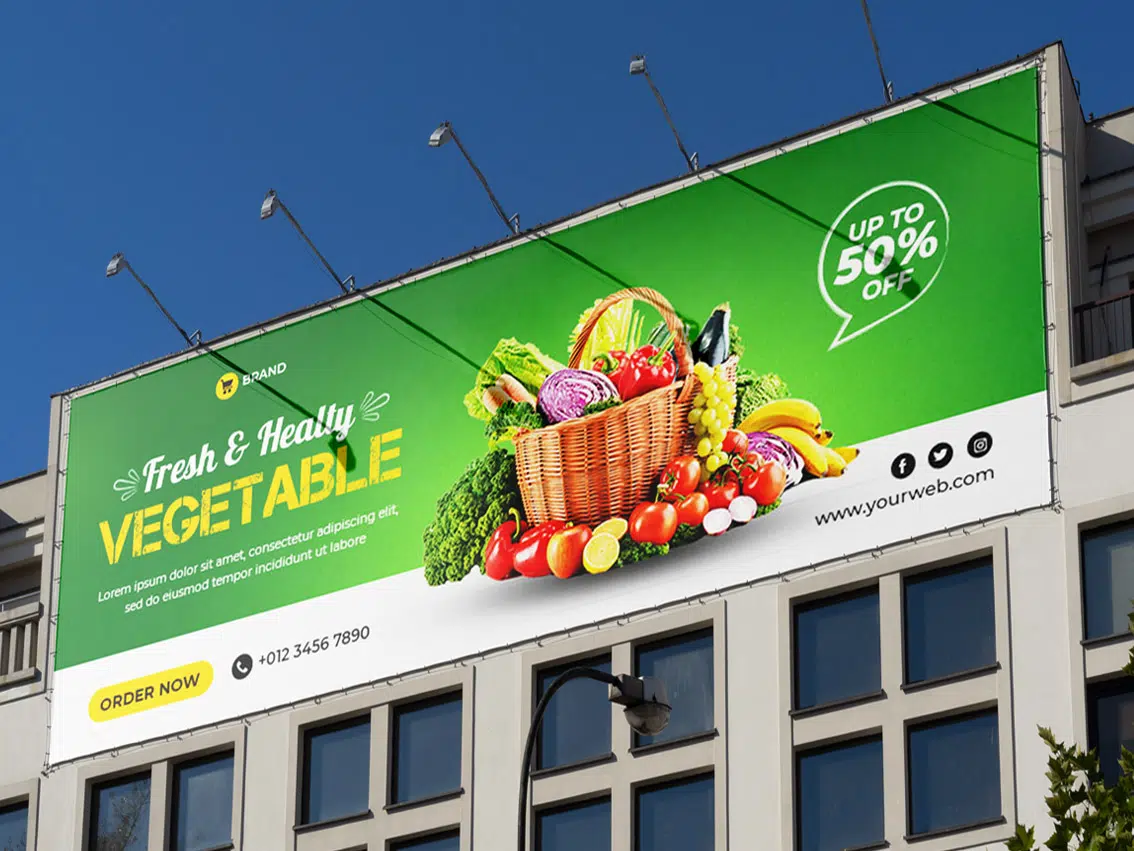 BRAND
Fresh & Healty
VEGETABLE
Lorem ipsum dolor sit amet, consectetur adipiscing elit,
sed do eiusmod tempor incididunt ut labore
ORDER NOW
+012 3456 7890
UP TO
50%
OFF
www.yourweb.com